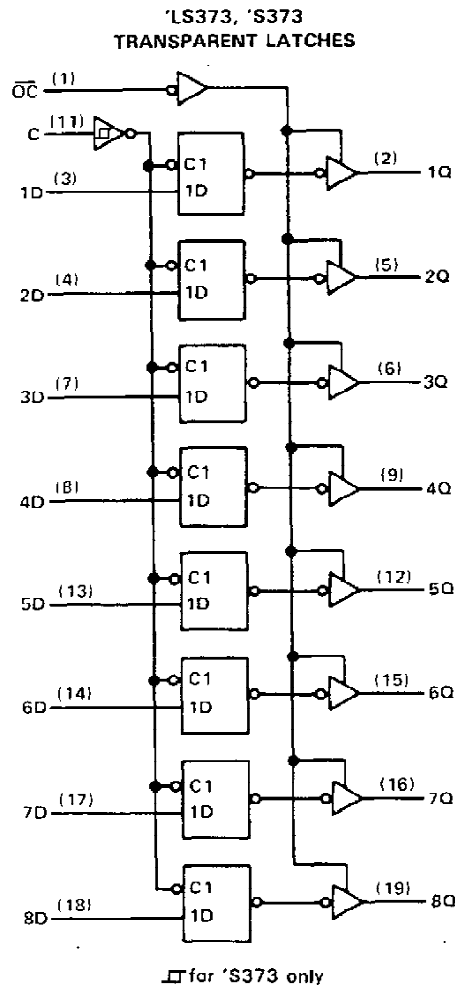 'LS373, 'S373
TRANSPARENT LATCHES
OC (1)
C (11)
C1
1D (3) 1D (2) 1Q
C1
2D (4) 1D (5) 2Q
C1
3D (7) 1D (6) 3Q
C1
4D (8) 1D (9) 4Q
C1
5D (13) 1D (12) 5Q
C1
6D (14) 1D (15) 6Q
C1
7D (17) 1D (16) 7Q
C1
8D (18) 1D (19) 8Q
for 'S373 only